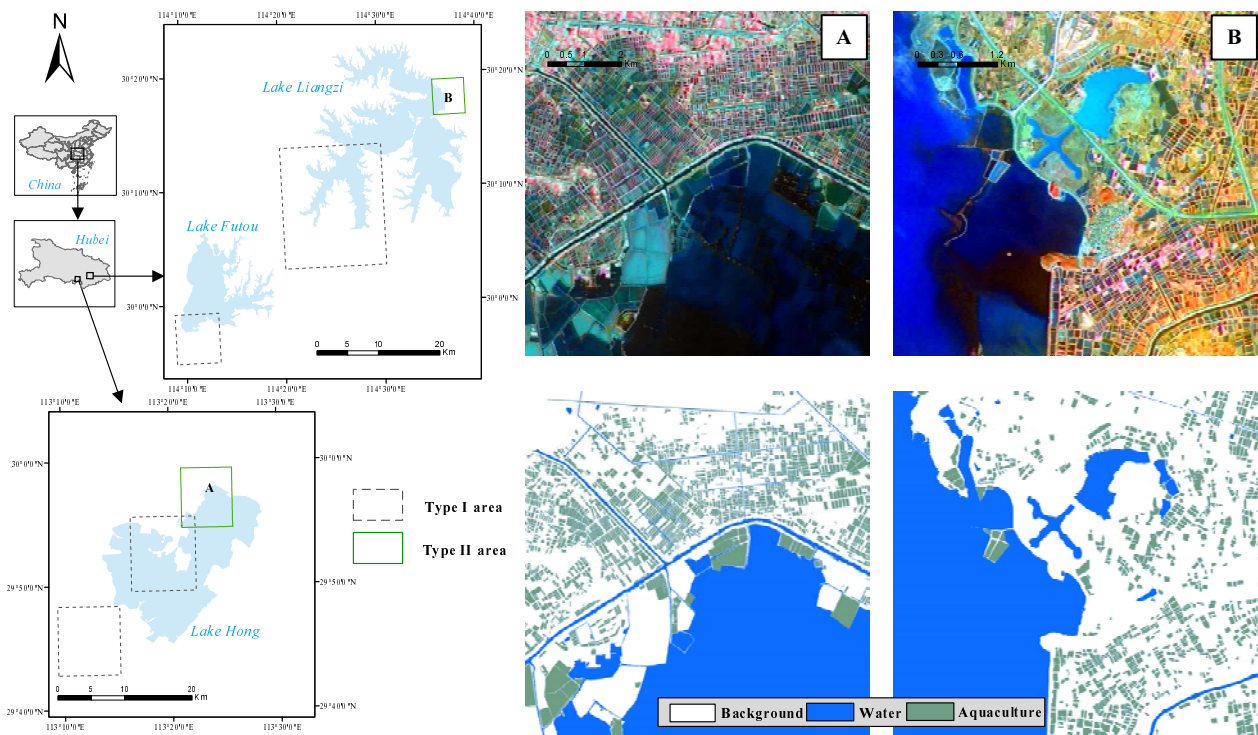 N
China
Hubei
114°10'0"E 114°20'0"E 114°30'0"E 114°40'0"E
30°20'0"N
30°10'0"N
30°0'0"N
30°20'0"N
30°10'0"N
30°0'0"N
Lake Liangzi
B
Lake Futou
0 5 10 20
Km
114°10'0"E 114°20'0"E 114°30'0"E
A
0 0.5 1 2
Km
B
0 0.3 0.6 1.2
Km
113°10'0"E 113°20'0"E 113°30'0"E
30°0'0"N
29°50'0"N
29°40'0"N
30°0'0"N
29°50'0"N
29°40'0"N
A
Lake Hong
0 5 10 20
Km
113°10'0"E 113°20'0"E 113°30'0"E
Type I area
Type II area
Background Water Aquaculture